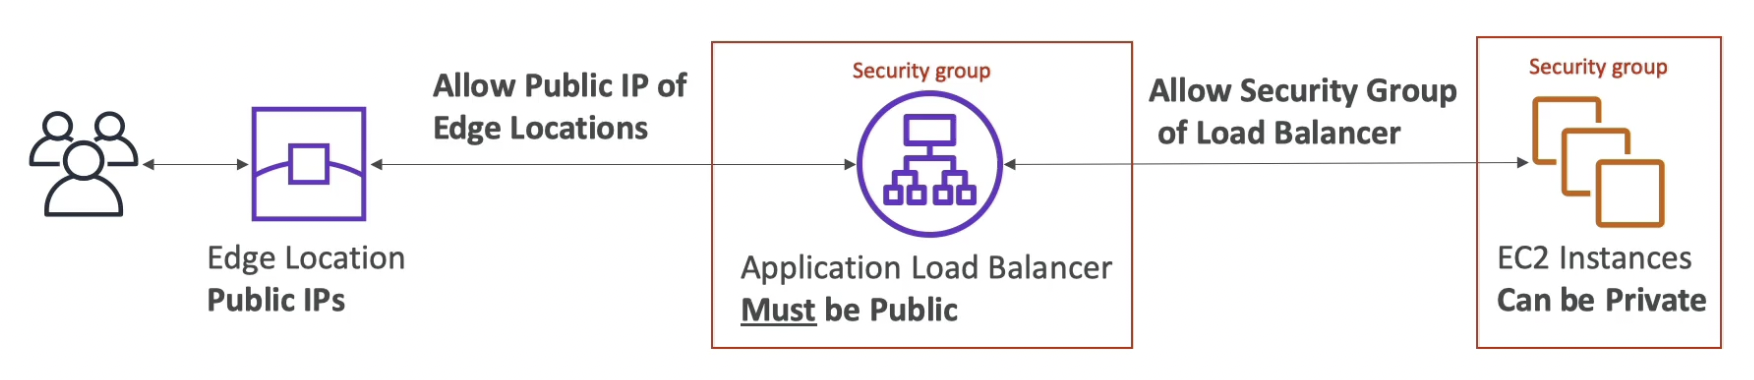 Allow Public IP of
Edge Locations
Security group
Allow Security Group
of Load Balancer
Security group
Edge Location
Public IPs
Application Load Balancer
Must be Public
EC2 Instances
Can be Private